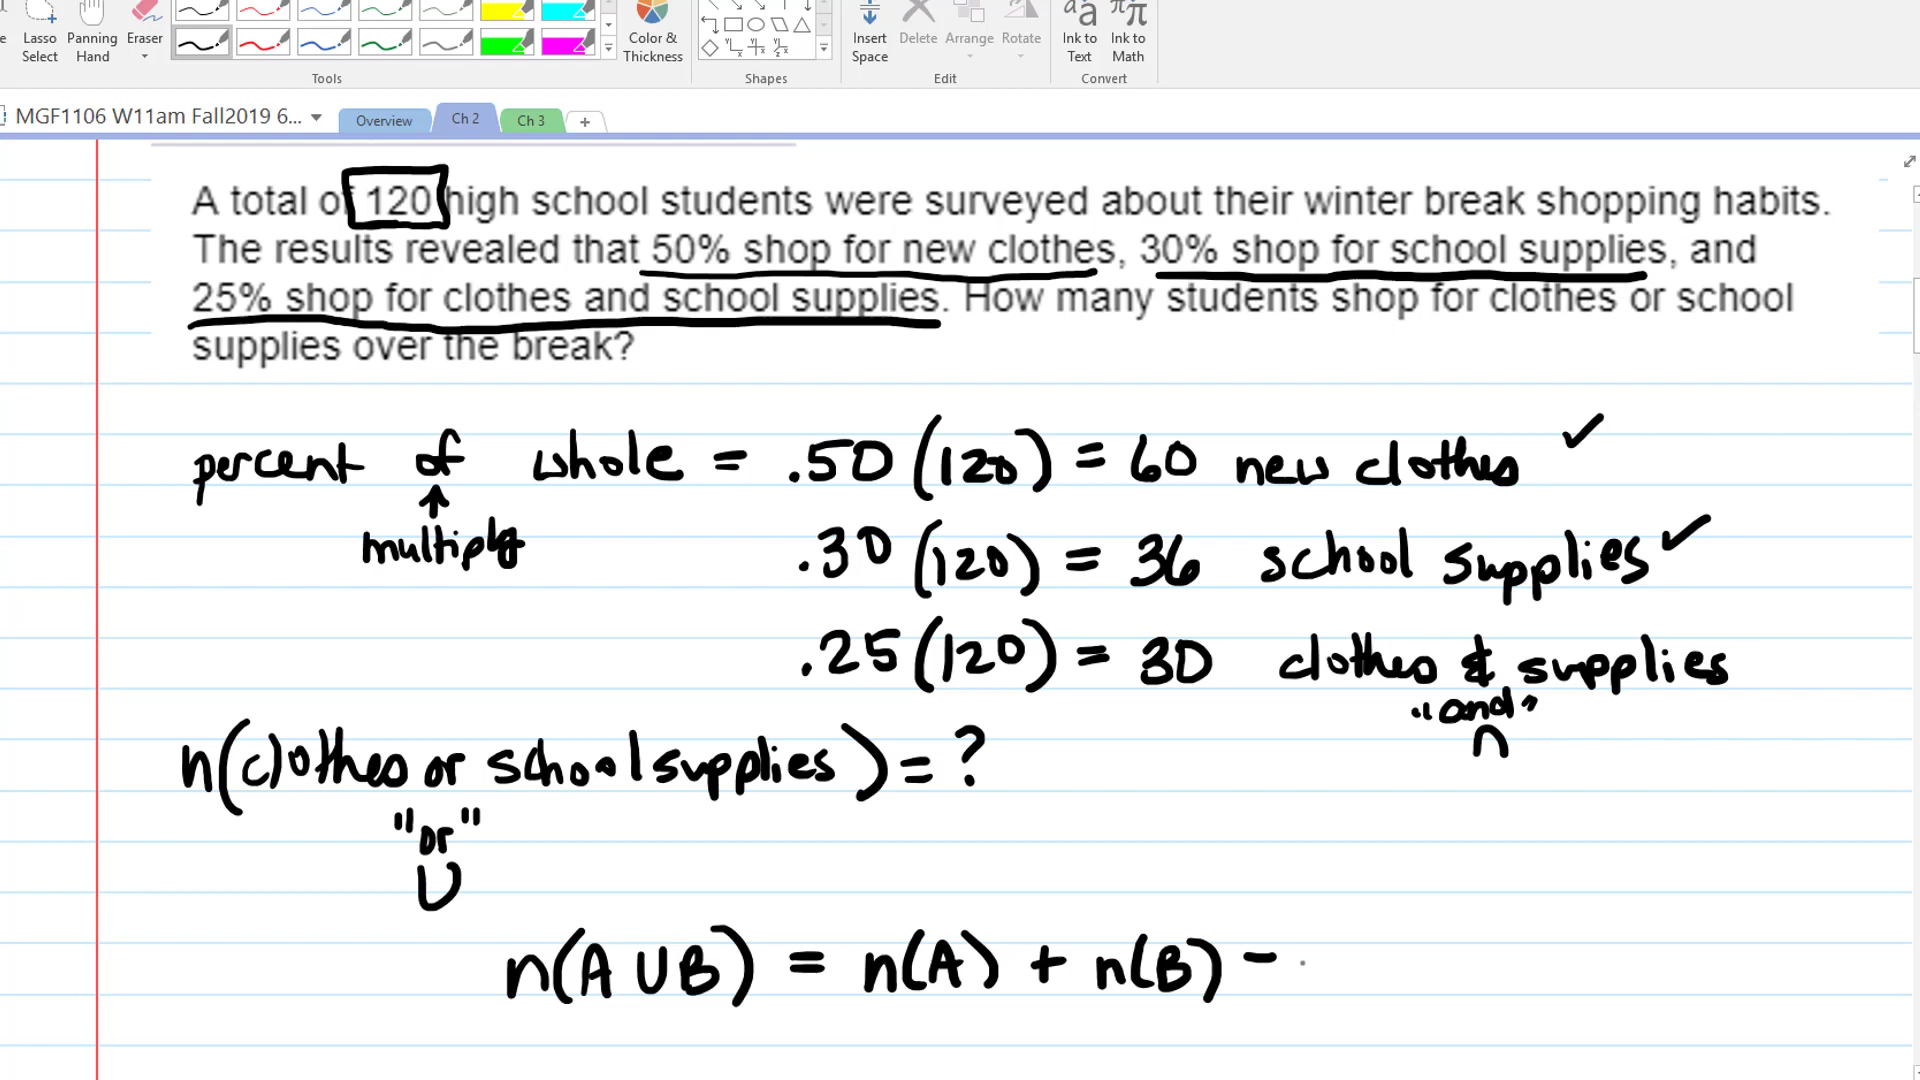 Lasso Select
Panning Hand
Eraser
Color & Thickness
Insert Space
Delete
Arrange
Rotate
Ink to Text
Ink to Math
Tools
Shapes
Edit
Convert
MGF1106 W11am Fall2019 6...
Overview
Ch 2
Ch 3
A total of 120 high school students were surveyed about their winter break shopping habits.
The results revealed that 50% shop for new clothes, 30% shop for school supplies, and
25% shop for clothes and school supplies. How many students shop for clothes or school
supplies over the break?
percent of whole = .50 (120) = 60 new clothes ✓
multiply
.30 (120) = 36 school supplies ✓
.25 (120) = 30 clothes & supplies
"and"
∩
n(clothes or school supplies) = ?
"or"
∪
n(A ∪ B) = n(A) + n(B) -